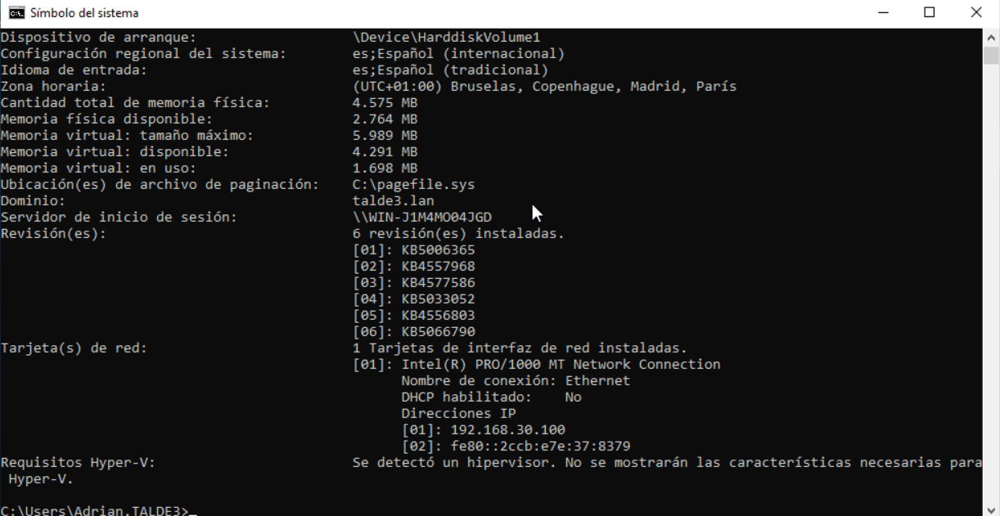 Símbolo del sistema
Dispositivo de arranque: \Device\HarddiskVolume1
Configuración regional del sistema: es;Español (internacional)
Idioma de entrada: es;Español (tradicional)
Zona horaria: (UTC+01:00) Bruselas, Copenhague, Madrid, París
Cantidad total de memoria física: 4.575 MB
Memoria física disponible: 2.764 MB
Memoria virtual: tamaño máximo: 5.989 MB
Memoria virtual: disponible: 4.291 MB
Memoria virtual: en uso: 1.698 MB
Ubicación(es) de archivo de paginación: C:\pagefile.sys
Dominio: talde3.lan
Servidor de inicio de sesión: \\WIN-J1M4MO04JGD
Revisión(es): 6 revisión(es) instaladas.
[01]: KB5006365
[02]: KB4557968
[03]: KB4577586
[04]: KB5033052
[05]: KB4556803
[06]: KB5066790
Tarjeta(s) de red: 1 Tarjetas de interfaz de red instaladas.
[01]: Intel(R) PRO/1000 MT Network Connection
Nombre de conexión: Ethernet
DHCP habilitado: No
Direcciones IP
[01]: 192.168.30.100
[02]: fe80::2ccb:e7e:37:8379
Requisitos Hyper-V: Se detectó un hipervisor. No se mostrarán las características necesarias para
Hyper-V.
C:\Users\Adrian.TALDE3>_